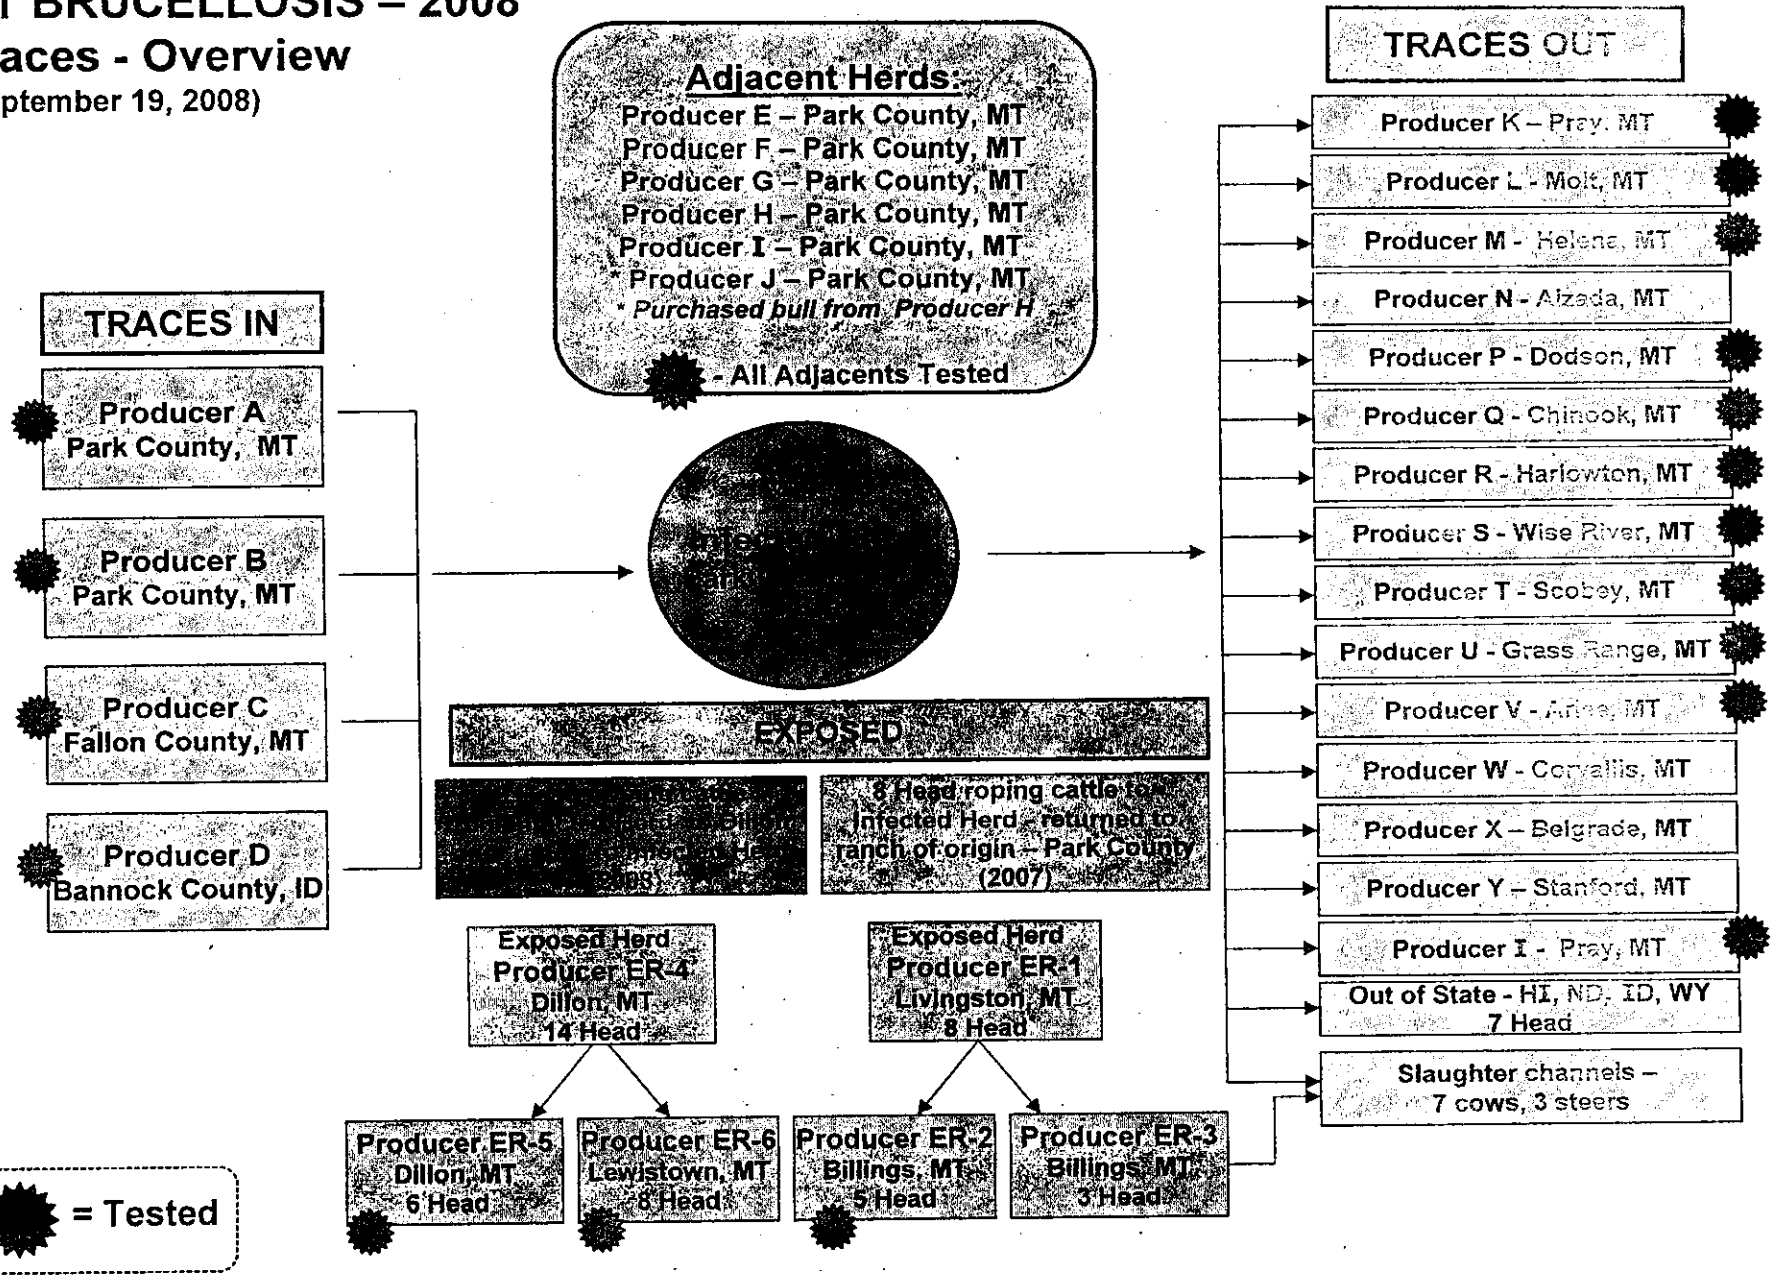 T BRUCELLOSIS – 2008
aces - Overview
ptember 19, 2008)
Adjacent Herds:
Producer E – Park County, MT
Producer F – Park County, MT
Producer G – Park County, MT
Producer H – Park County, MT
Producer I – Park County, MT
* Producer J – Park County, MT
* Purchased bull from Producer H
- All Adjacents Tested
TRACES IN
Producer A
Park County, MT
Producer B
Park County, MT
Producer C
Fallon County, MT
Producer D
Bannock County, ID
EXPOSED
8 Head roping cattle to
Infected Herd - returned to
ranch of origin – Park County
(2007)
Exposed Herd
Producer ER-4
Dillon, MT
14 Head
Exposed Herd
Producer ER-1
Livingston, MT
8 Head
Producer ER-5
Dillon, MT
6 Head
Producer ER-6
Lewistown, MT
8 Head
Producer ER-2
Billings, MT
5 Head
Producer ER-3
Billings, MT
3 Head
TRACES OUT
Producer K – Pray, MT
Producer L - Molt, MT
Producer M - Helena, MT
Producer N - Alzada, MT
Producer P - Dodson, MT
Producer Q - Chinook, MT
Producer R - Harlowton, MT
Producer S - Wise River, MT
Producer T - Scobey, MT
Producer U - Grass Range, MT
Producer V - Arlee, MT
Producer W - Corvallis, MT
Producer X – Belgrade, MT
Producer Y – Stanford, MT
Producer I - Pray, MT
Out of State - HI, ND, ID, WY
7 Head
Slaughter channels –
7 cows, 3 steers
= Tested